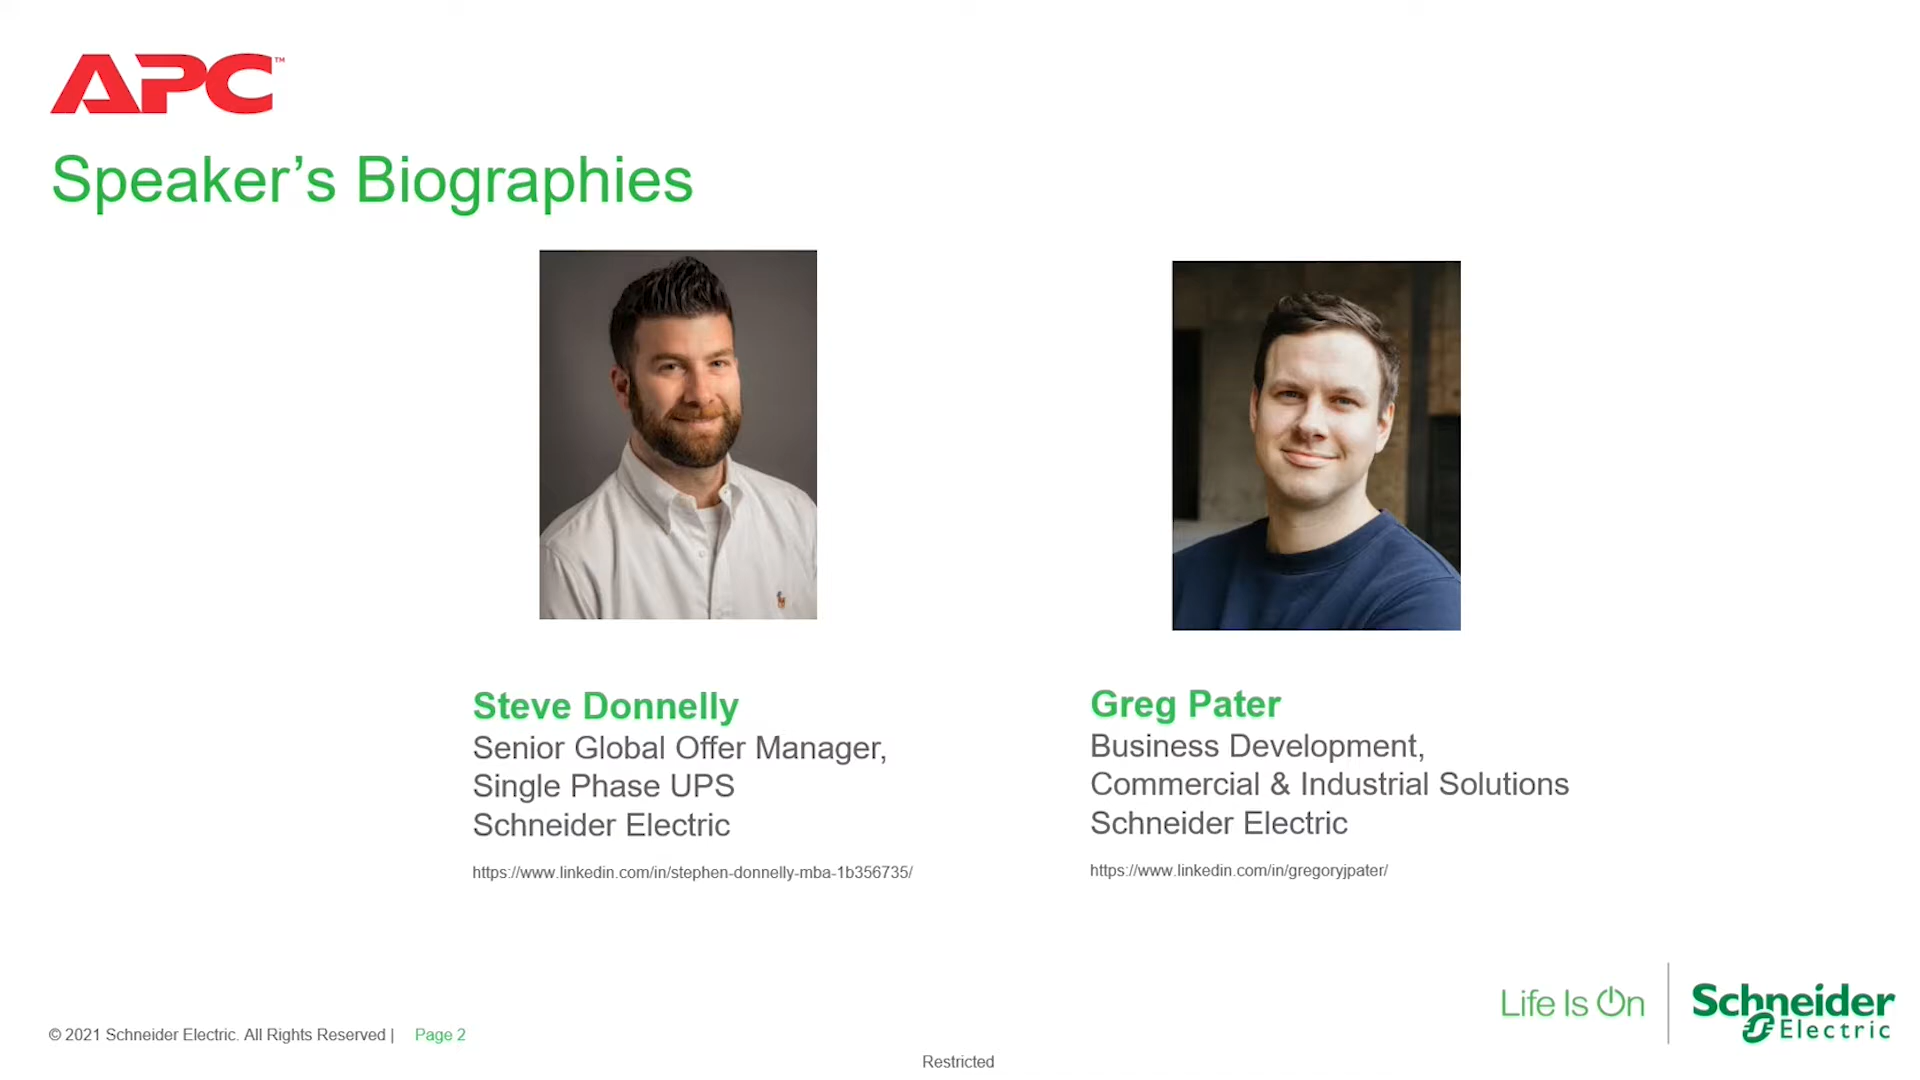 APC™
Speaker’s Biographies
Steve Donnelly
Senior Global Offer Manager,
Single Phase UPS
Schneider Electric
https://www.linkedin.com/in/stephen-donnelly-mba-1b356735/
Greg Pater
Business Development,
Commercial & Industrial Solutions
Schneider Electric
https://www.linkedin.com/in/gregoryjpater/
Life Is On
Schneider
Electric
© 2021 Schneider Electric. All Rights Reserved | Page 2
Restricted